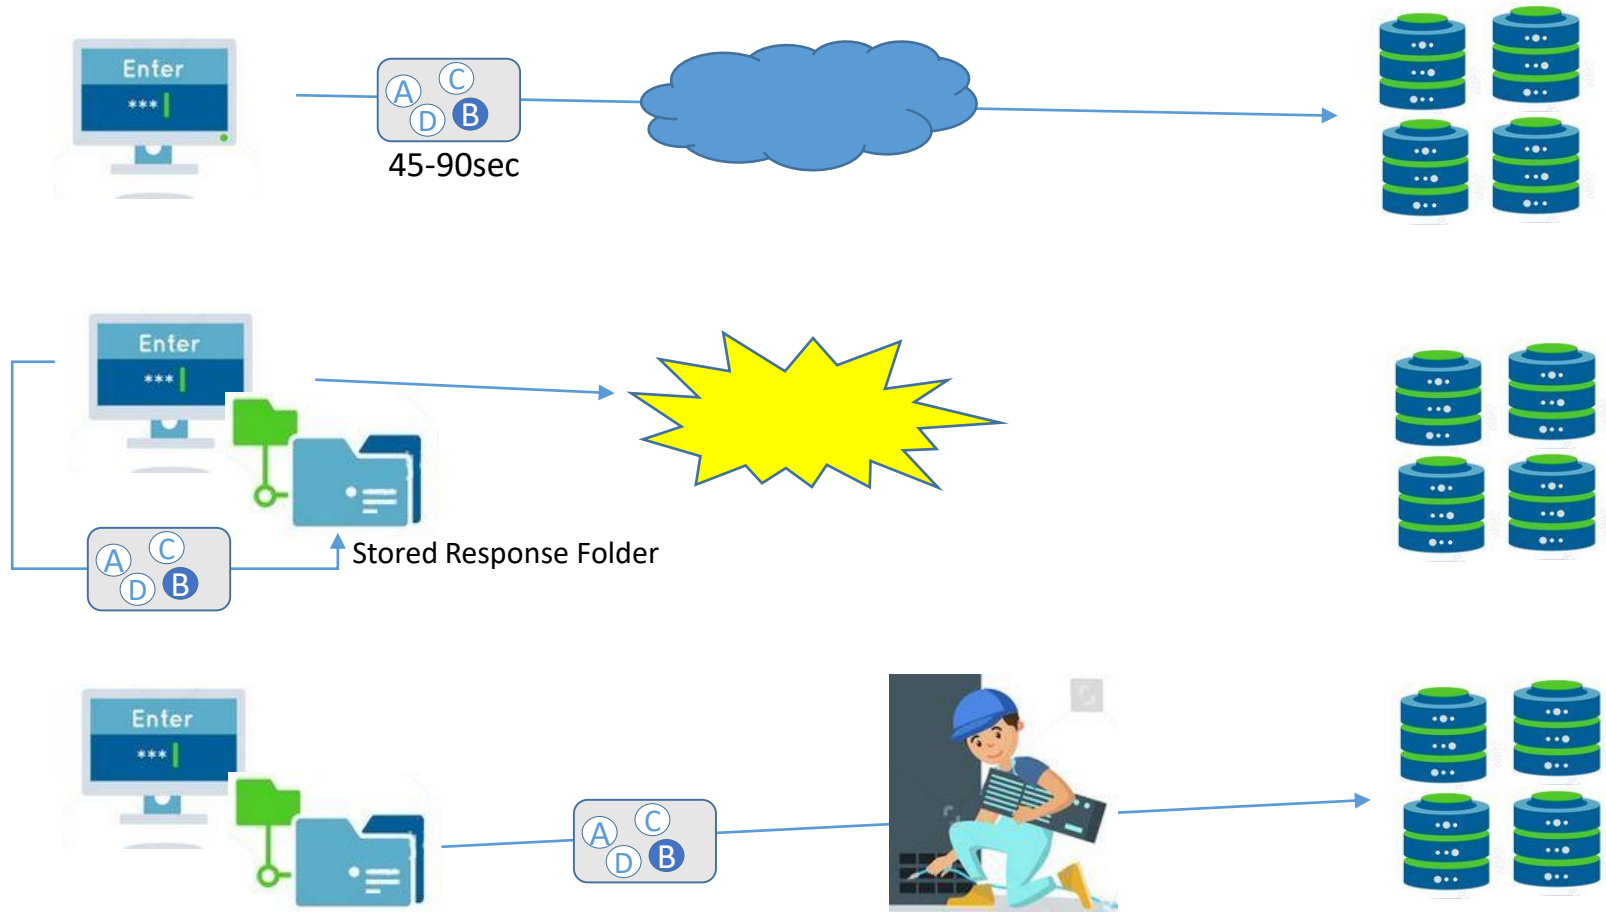 Enter
***
A
C
D
B
45-90sec
Enter
***
A
C
D
B
Stored Response Folder
Enter
***
A
C
D
B